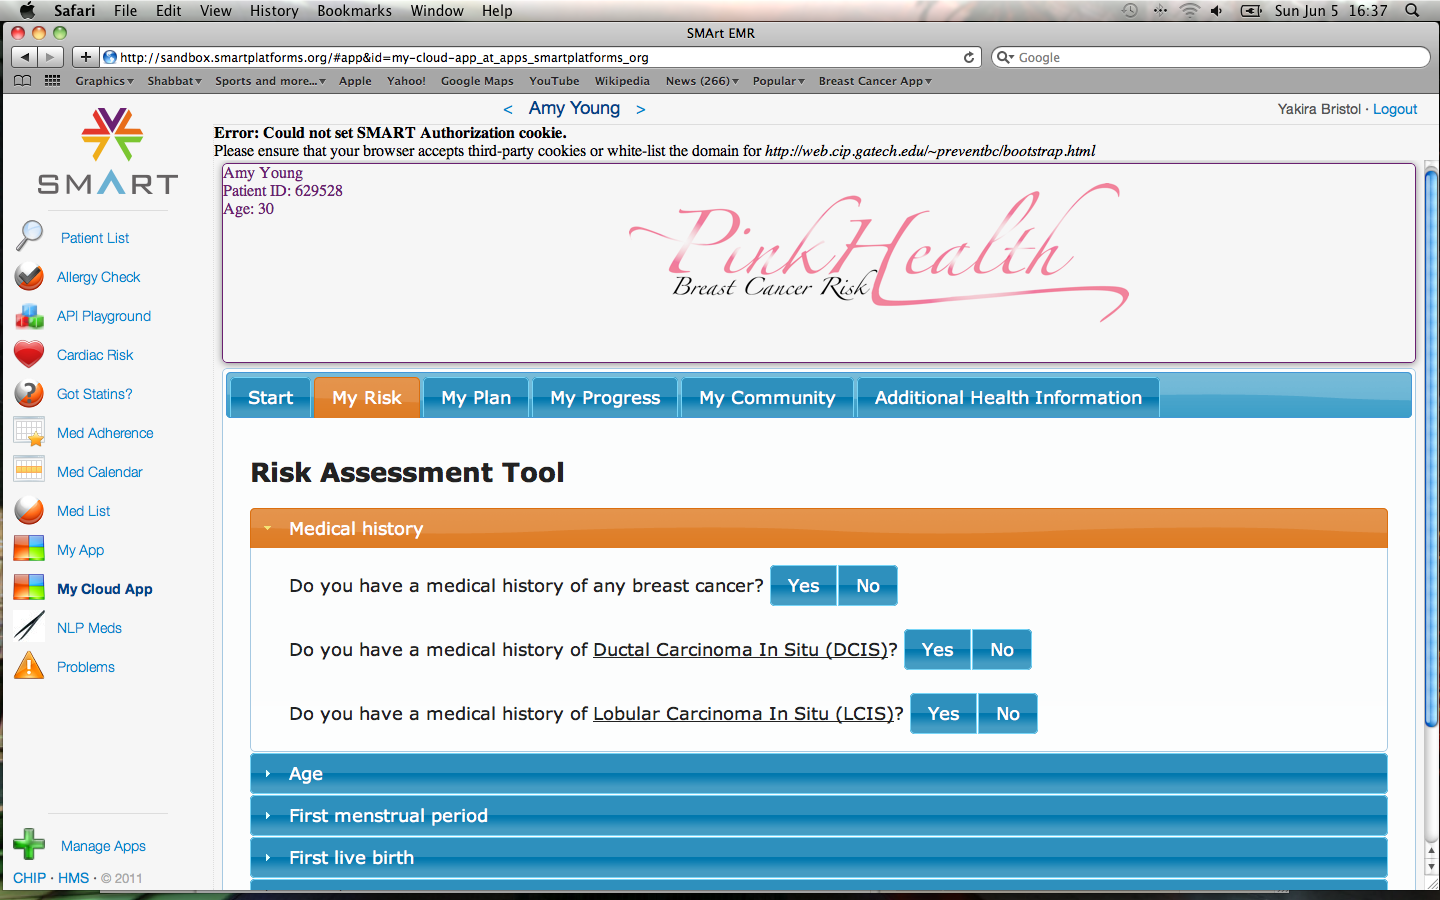 Safari File Edit View History Bookmarks Window Help Sun Jun 5 16:37
SMArt EMR
http://sandbox.smartplatforms.org/#app&id=my-cloud-app_at_apps_smartplatforms_org Google
Graphics Shabbat Sports and more... Apple Yahoo! Google Maps YouTube Wikipedia News (266) Popular Breast Cancer App
< Amy Young > Yakira Bristol · Logout
Error: Could not set SMART Authorization cookie.
Please ensure that your browser accepts third-party cookies or white-list the domain for http://web.cip.gatech.edu/~preventbc/bootstrap.html
SMART
Patient List
Allergy Check
API Playground
Cardiac Risk
Got Statins?
Med Adherence
Med Calendar
Med List
My App
My Cloud App
NLP Meds
Problems
Manage Apps
CHIP · HMS · © 2011
Amy Young
Patient ID: 629528
Age: 30
PinkHealth
Breast Cancer Risk
Start My Risk My Plan My Progress My Community Additional Health Information
Risk Assessment Tool
Medical history
Do you have a medical history of any breast cancer? Yes No
Do you have a medical history of Ductal Carcinoma In Situ (DCIS)? Yes No
Do you have a medical history of Lobular Carcinoma In Situ (LCIS)? Yes No
Age
First menstrual period
First live birth